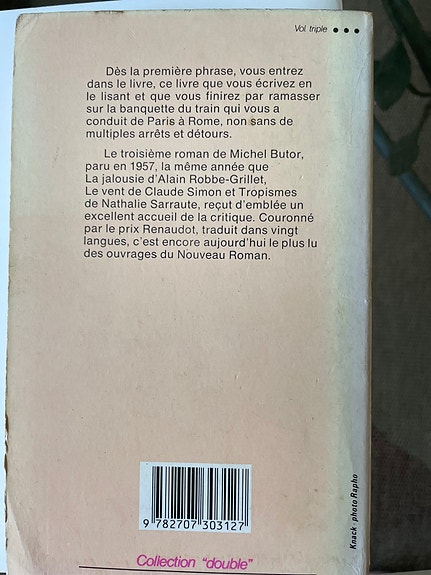 Vol. triple ● ● ●
Dès la première phrase, vous entrez
dans le livre, ce livre que vous écrivez en
le lisant et que vous finirez par ramasser
sur la banquette du train qui vous a
conduit de Paris à Rome, non sans de
multiples arrêts et détours.
Le troisième roman de Michel Butor,
paru en 1957, la même année que
La jalousie d'Alain Robbe-Grillet,
Le vent de Claude Simon et Tropismes
de Nathalie Sarraute, reçut d'emblée un
excellent accueil de la critique. Couronné
par le prix Renaudot, traduit dans vingt
langues, c'est encore aujourd'hui le plus lu
des ouvrages du Nouveau Roman.
9 782707 303127
Knack - photo Rapho
Collection "double"